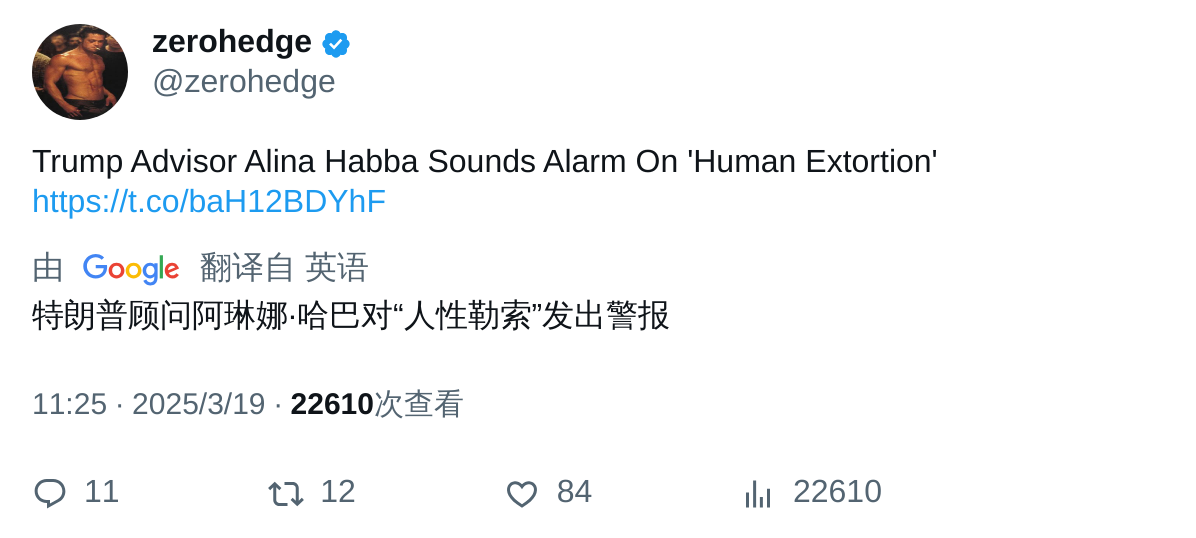 zerohedge
@zerohedge
Trump Advisor Alina Habba Sounds Alarm On 'Human Extortion'
https://t.co/baH12BDYhF
由 Google 翻译自 英语
特朗普顾问阿琳娜·哈巴对“人性勒索”发出警报
11:25 · 2025/3/19 · 22610次查看
11 12 84 22610